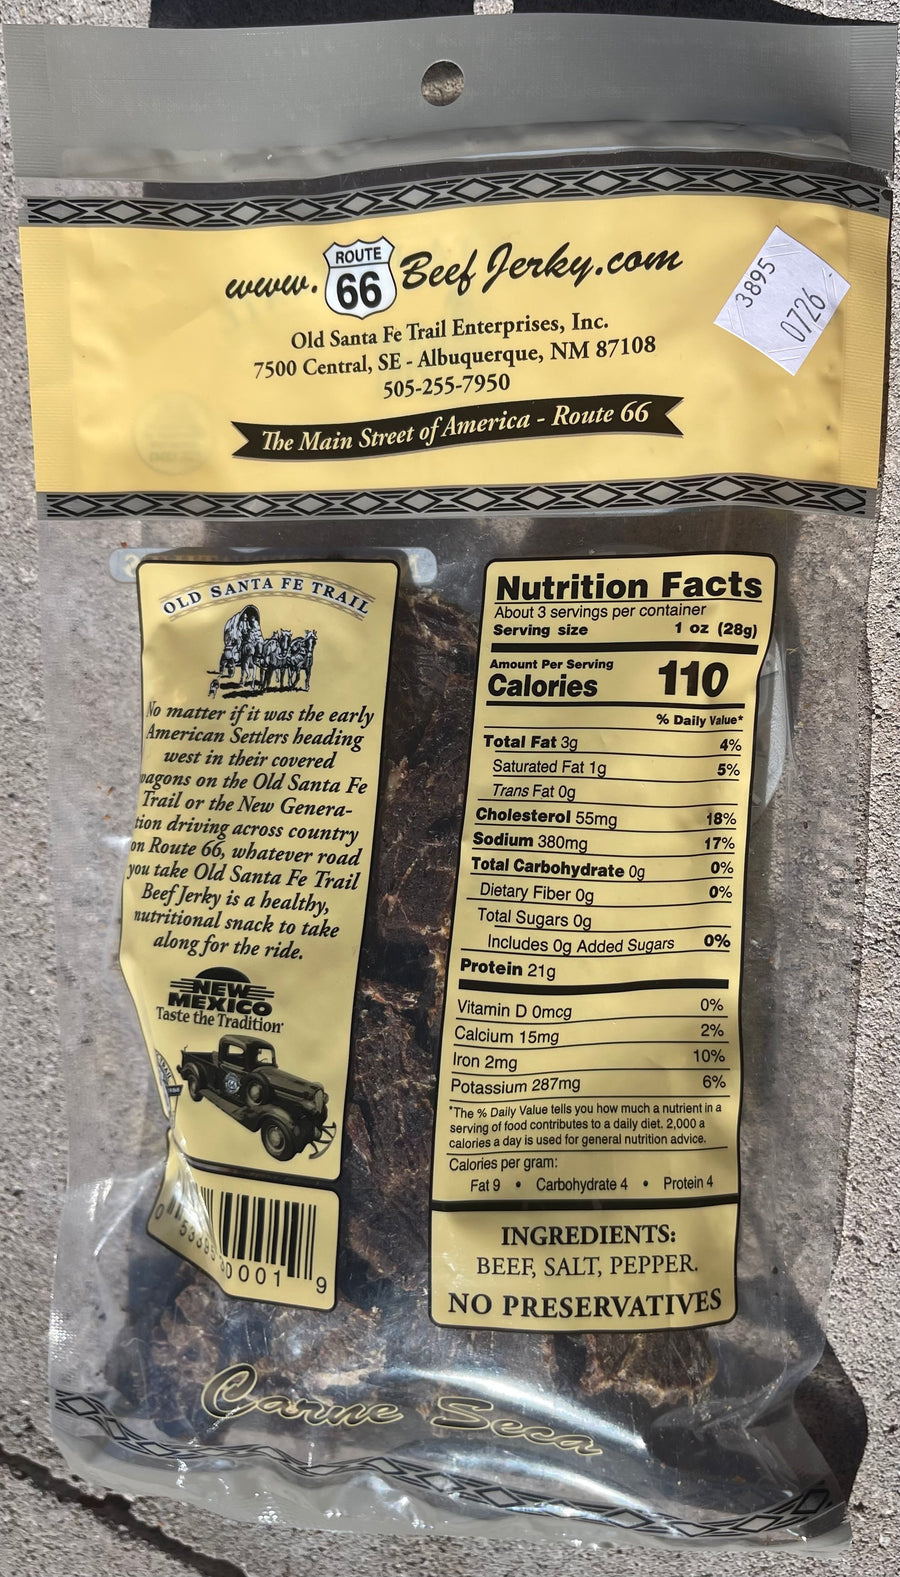 www. ROUTE 66 Beef Jerky.com
3895
0726
Old Santa Fe Trail Enterprises, Inc.
7500 Central, SE - Albuquerque, NM 87108
505-255-7950
The Main Street of America - Route 66
OLD SANTA FE TRAIL
No matter if it was the early
American Settlers heading
west in their covered
wagons on the Old Santa Fe
Trail or the New Genera-
tion driving across country
on Route 66, whatever road
you take Old Santa Fe Trail
Beef Jerky is a healthy,
nutritional snack to take
along for the ride.
NEW
MEXICO
Taste the Tradition
0001 9
Nutrition Facts
About 3 servings per container
Serving size 1 oz (28g)
Amount Per Serving
Calories 110
% Daily Value*
Total Fat 3g 4%
Saturated Fat 1g 5%
Trans Fat 0g
Cholesterol 55mg 18%
Sodium 380mg 17%
Total Carbohydrate 0g 0%
Dietary Fiber 0g 0%
Total Sugars 0g
Includes 0g Added Sugars 0%
Protein 21g
Vitamin D 0mcg 0%
Calcium 15mg 2%
Iron 2mg 10%
Potassium 287mg 6%
*The % Daily Value tells you how much a nutrient in a
serving of food contributes to a daily diet. 2,000 a
calories a day is used for general nutrition advice.
Calories per gram:
Fat 9 • Carbohydrate 4 • Protein 4
INGREDIENTS:
BEEF, SALT, PEPPER.
NO PRESERVATIVES
Carne Seca